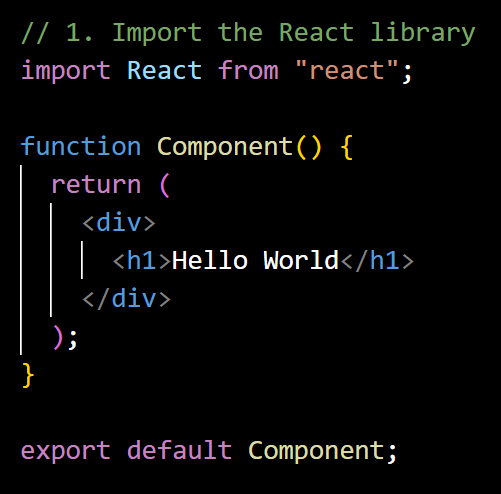 // 1. Import the React library
import React from "react";

function Component() {
  return (
    <div>
      <h1>Hello World</h1>
    </div>
  );
}

export default Component;